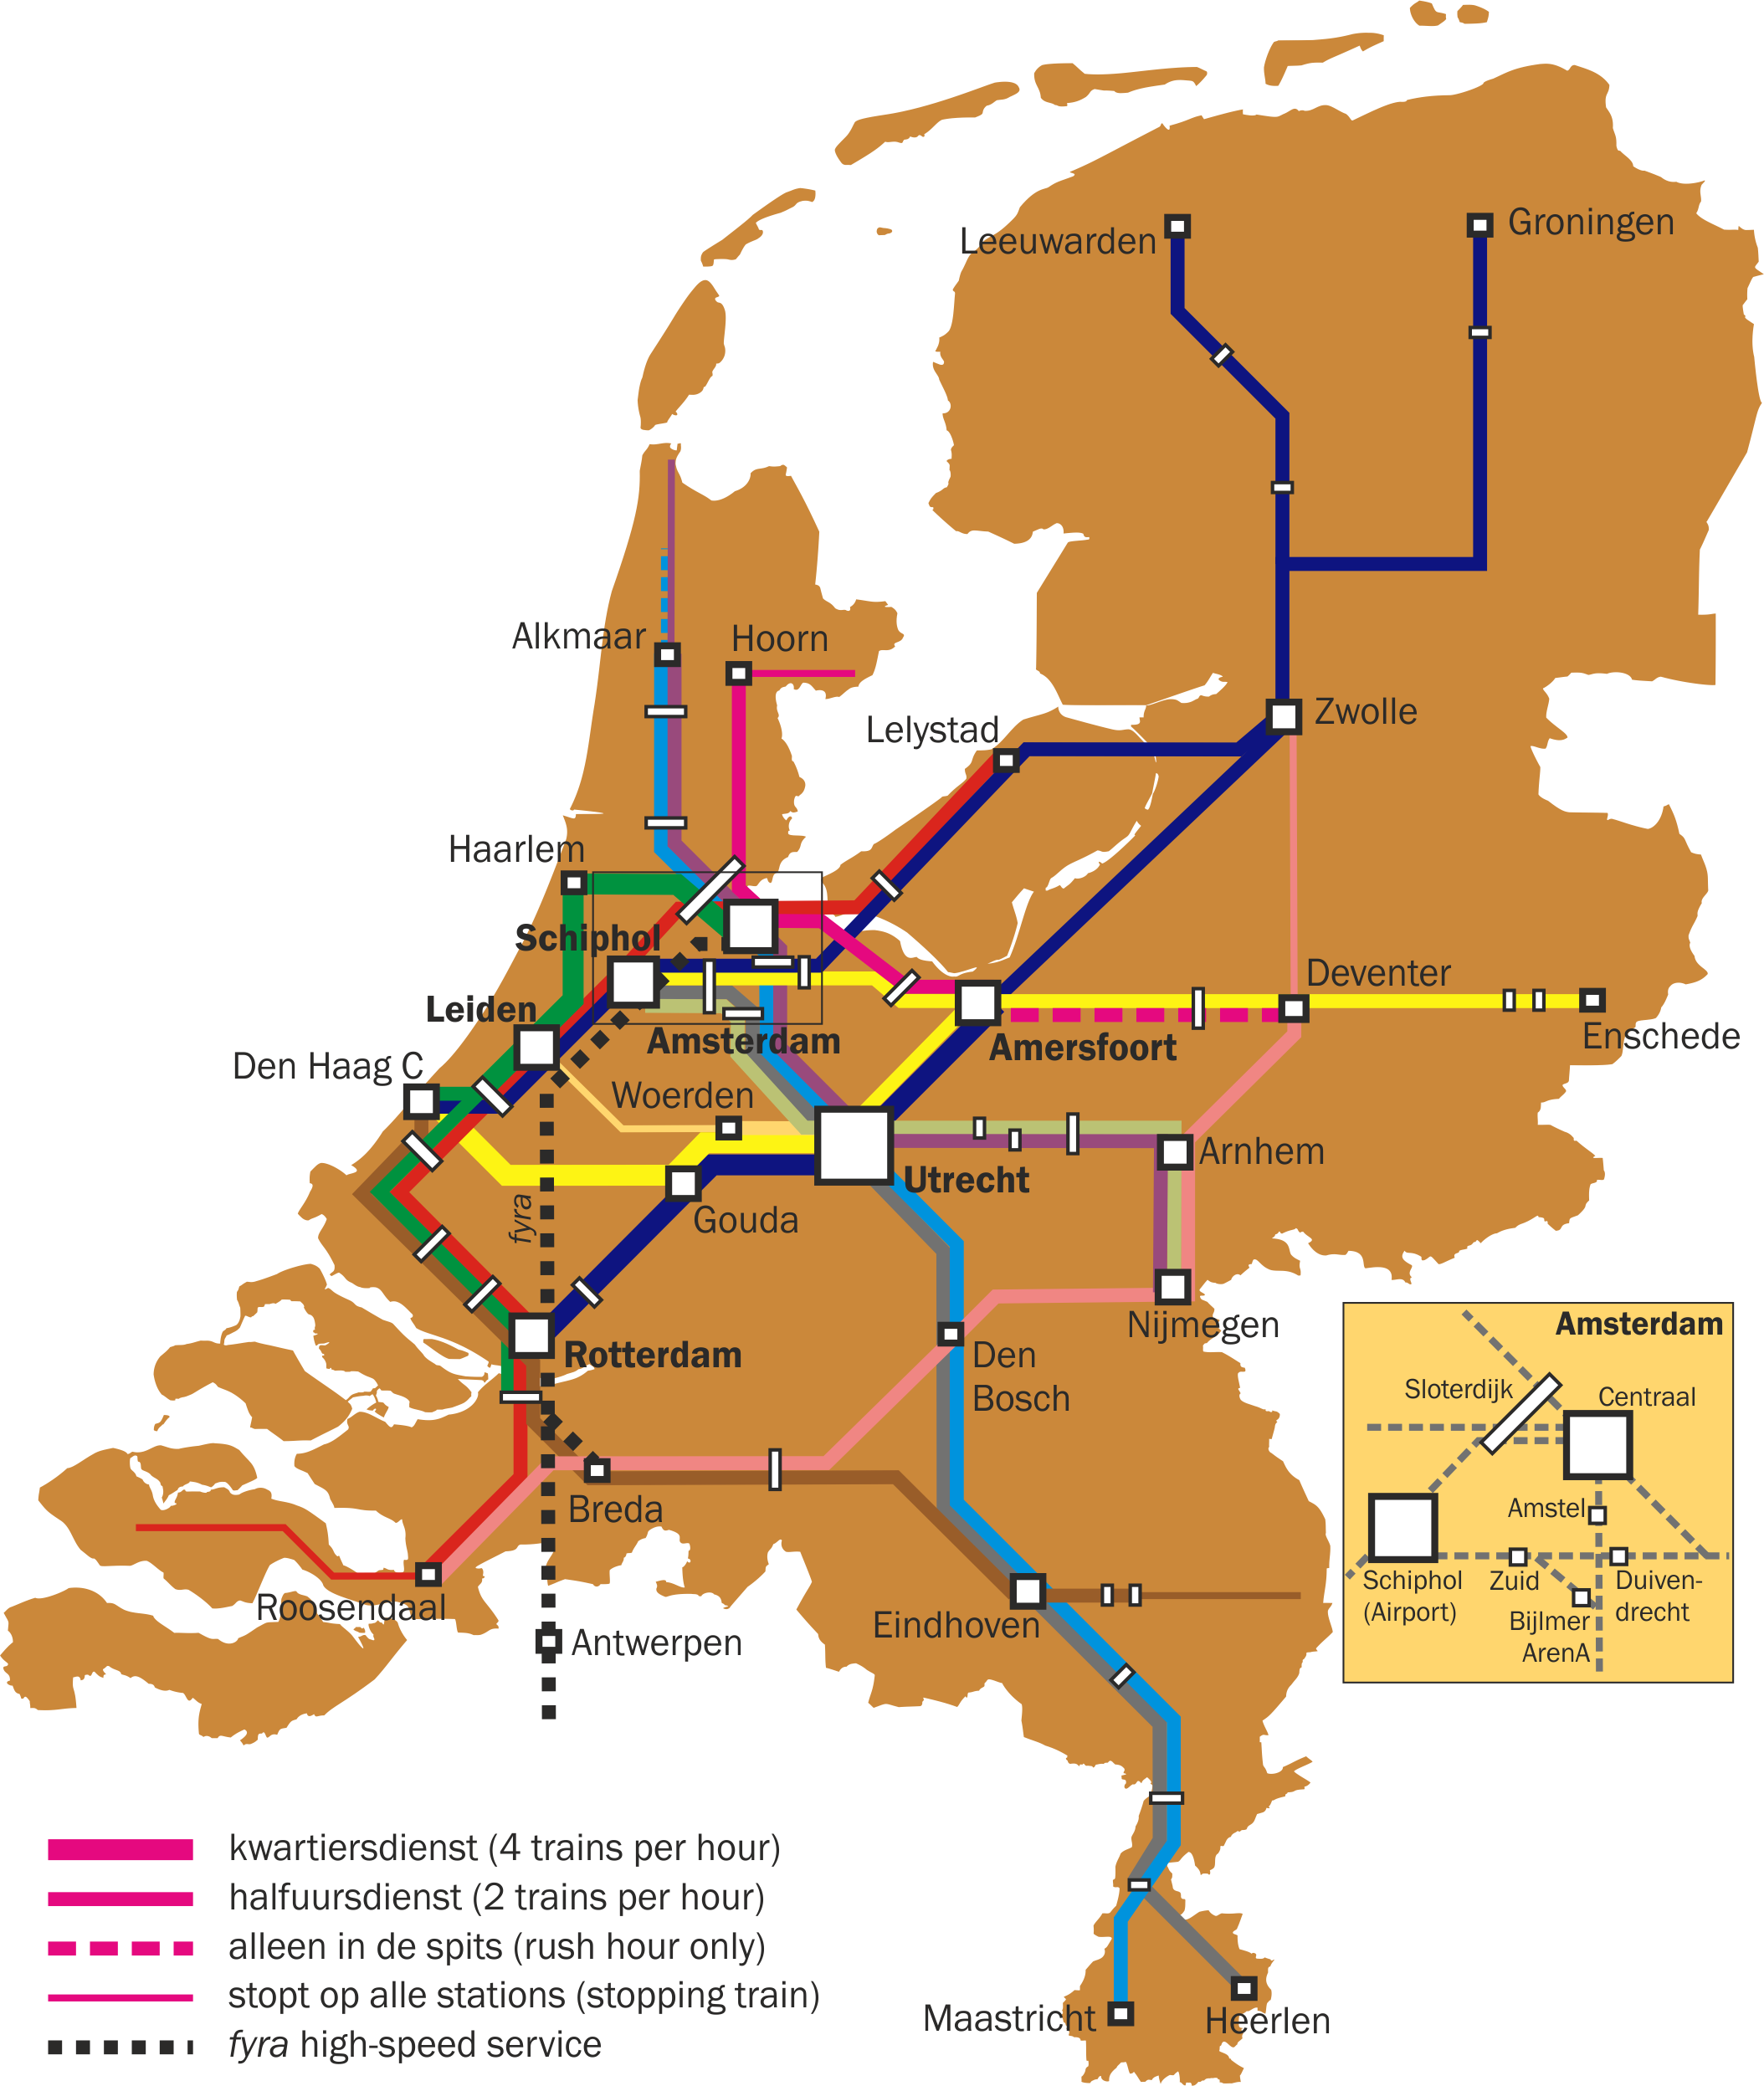 Leeuwarden
Groningen
Alkmaar
Hoorn
Zwolle
Lelystad
Haarlem
Schiphol
Deventer
Leiden
Enschede
Amsterdam
Amersfoort
Den Haag C
Woerden
Arnhem
Utrecht
fyra
Gouda
Nijmegen
Rotterdam
Den
Bosch
Breda
Roosendaal
Eindhoven
Antwerpen
Maastricht
Heerlen
Amsterdam
Sloterdijk
Centraal
Amstel
Schiphol
(Airport)
Zuid
Duiven-
drecht
Bijlmer
ArenA
kwartiersdienst (4 trains per hour)
halfuursdienst (2 trains per hour)
alleen in de spits (rush hour only)
stopt op alle stations (stopping train)
fyra high-speed service